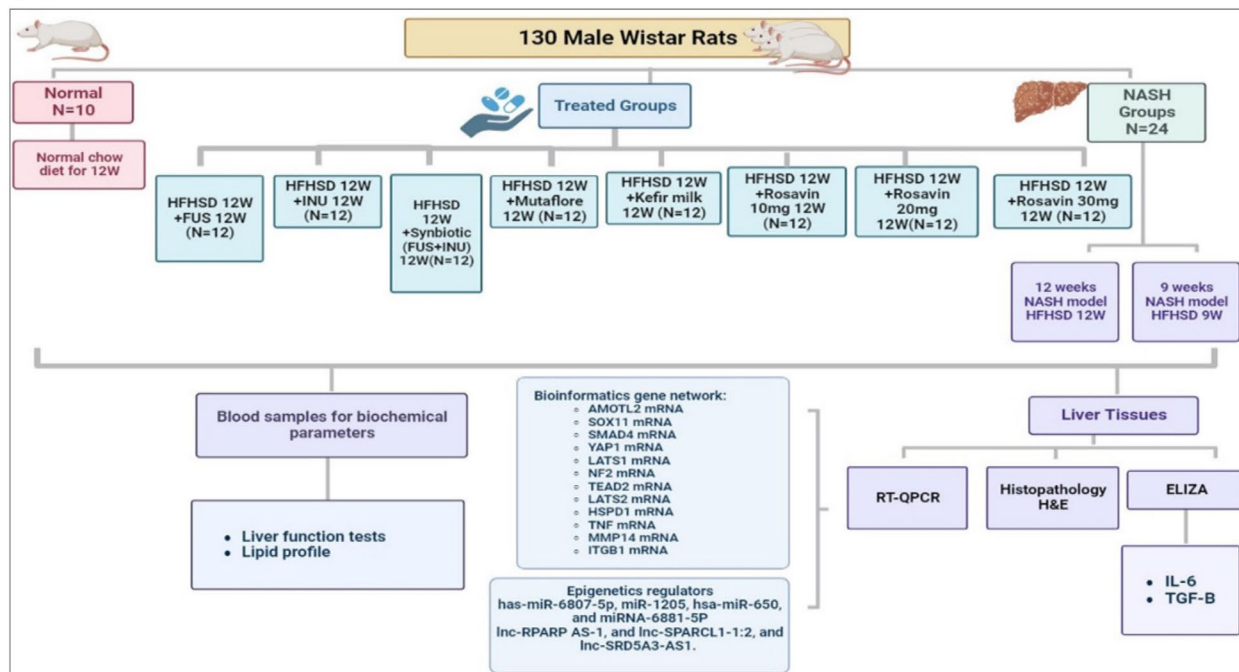 130 Male Wistar Rats
Normal
N=10
Normal chow
diet for 12W
Treated Groups
NASH
Groups
N=24
HFHSD 12W
+FUS 12W
(N=12)
HFHSD 12W
+INU 12W
(N=12)
HFHSD
12W
+Synbiotic
(FUS+INU)
12W(N=12)
HFHSD 12W
+Mutaflore
12W (N=12)
HFHSD 12W
+Kefir milk
12W (N=12)
HFHSD 12W
+Rosavin
10mg 12W
(N=12)
HFHSD 12W
+Rosavin
20mg
12W(N=12)
HFHSD 12W
+Rosavin 30mg
12W (N=12)
12 weeks
NASH model
HFHSD 12W
9 weeks
NASH model
HFHSD 9W
Blood samples for biochemical
parameters
• Liver function tests
• Lipid profile
Bioinformatics gene network:
○ AMOTL2 mRNA
○ SOX11 mRNA
○ SMAD4 mRNA
○ YAP1 mRNA
○ LATS1 mRNA
○ NF2 mRNA
○ TEAD2 mRNA
○ LATS2 mRNA
○ HSPD1 mRNA
○ TNF mRNA
○ MMP14 mRNA
○ ITGB1 mRNA
Epigenetics regulators
has-miR-6807-5p, miR-1205, hsa-miR-650,
and miRNA-6881-5P
lnc-RPARP AS-1, and lnc-SPARCL1-1:2, and
lnc-SRD5A3-AS1.
Liver Tissues
RT-QPCR
Histopathology
H&E
ELIZA
• IL-6
• TGF-B